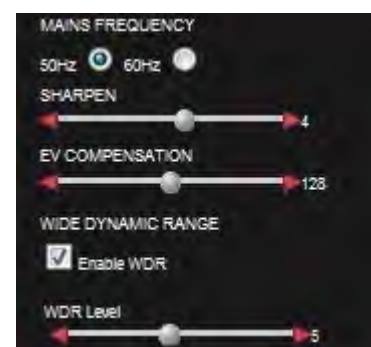 MAINS FREQUENCY
50Hz 60Hz
SHARPEN
4
EV COMPENSATION
128
WIDE DYNAMIC RANGE
Enable WDR
WDR Level
5